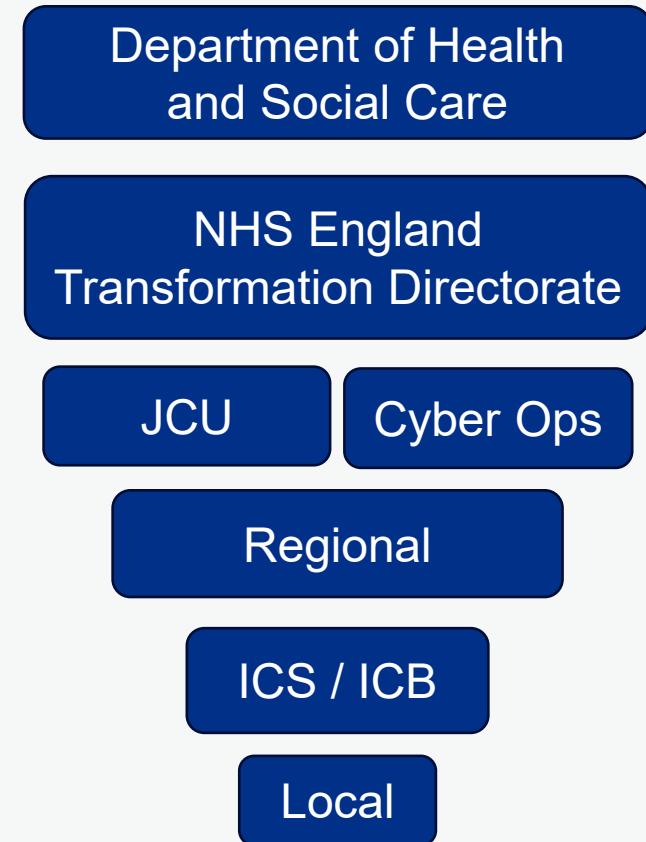 Department of Health
and Social Care
NHS England
Transformation Directorate
JCU
Cyber Ops
Regional
ICS / ICB
Local